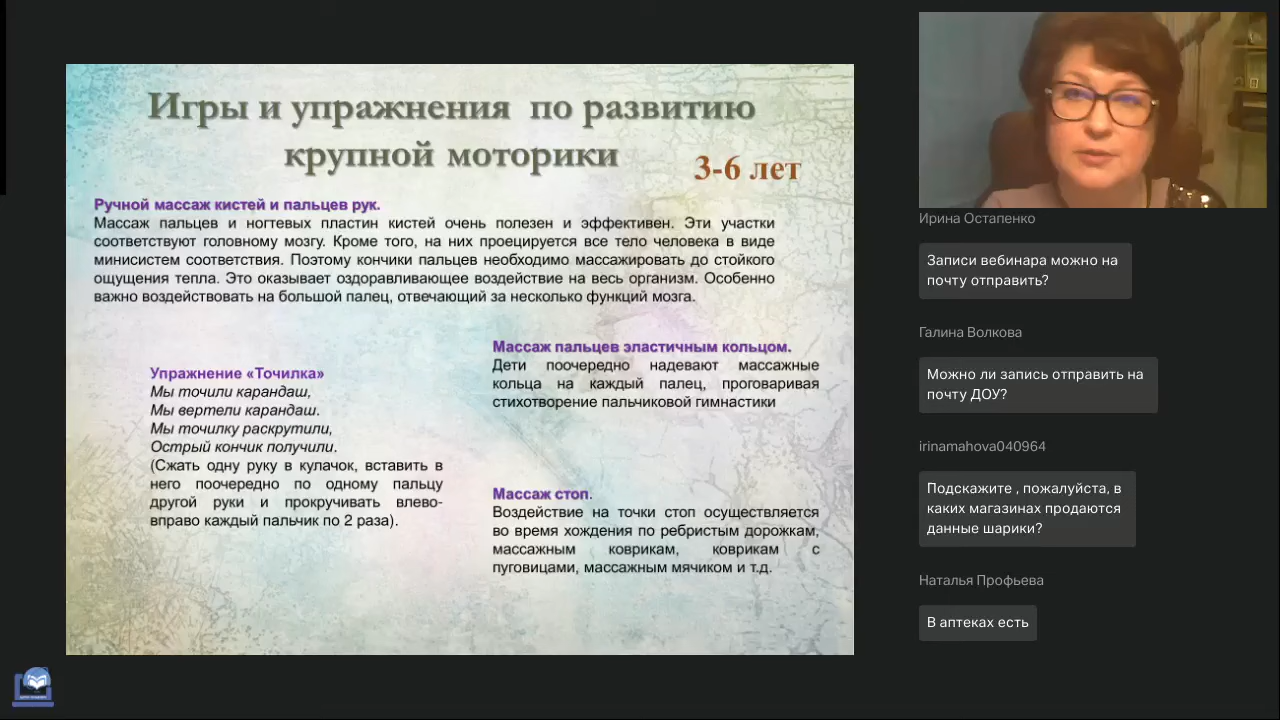 Игры и упражнения по развитию
крупной моторики
3-6 лет
Ручной массаж кистей и пальцев рук.
Массаж пальцев и ногтевых пластин кистей очень полезен и эффективен. Эти участки
соответствуют головному мозгу. Кроме того, на них проецируется все тело человека в виде
минисистем соответствия. Поэтому кончики пальцев необходимо массажировать до стойкого
ощущения тепла. Это оказывает оздоравливающее воздействие на весь организм. Особенно
важно воздействовать на большой палец, отвечающий за несколько функций мозга.
Упражнение «Точилка»
Мы точили карандаш,
Мы вертели карандаш.
Мы точилку раскрутили,
Острый кончик получили.
(Сжать одну руку в кулачок, вставить в
него поочередно по одному пальцу
другой руки и прокручивать влево-
вправо каждый пальчик по 2 раза).
Массаж пальцев эластичным кольцом.
Дети поочередно надевают массажные
кольца на каждый палец, проговаривая
стихотворение пальчиковой гимнастики
Массаж стоп.
Воздействие на точки стоп осуществляется
во время хождения по ребристым дорожкам,
массажным коврикам, коврикам с
пуговицами, массажным мячиком и т.д.
Ирина Остапенко
Записи вебинара можно на
почту отправить?
Галина Волкова
Можно ли запись отправить на
почту ДОУ?
irinamahova040964
Подскажите , пожалуйста, в
каких магазинах продаются
данные шарики?
Наталья Профьева
В аптеках есть